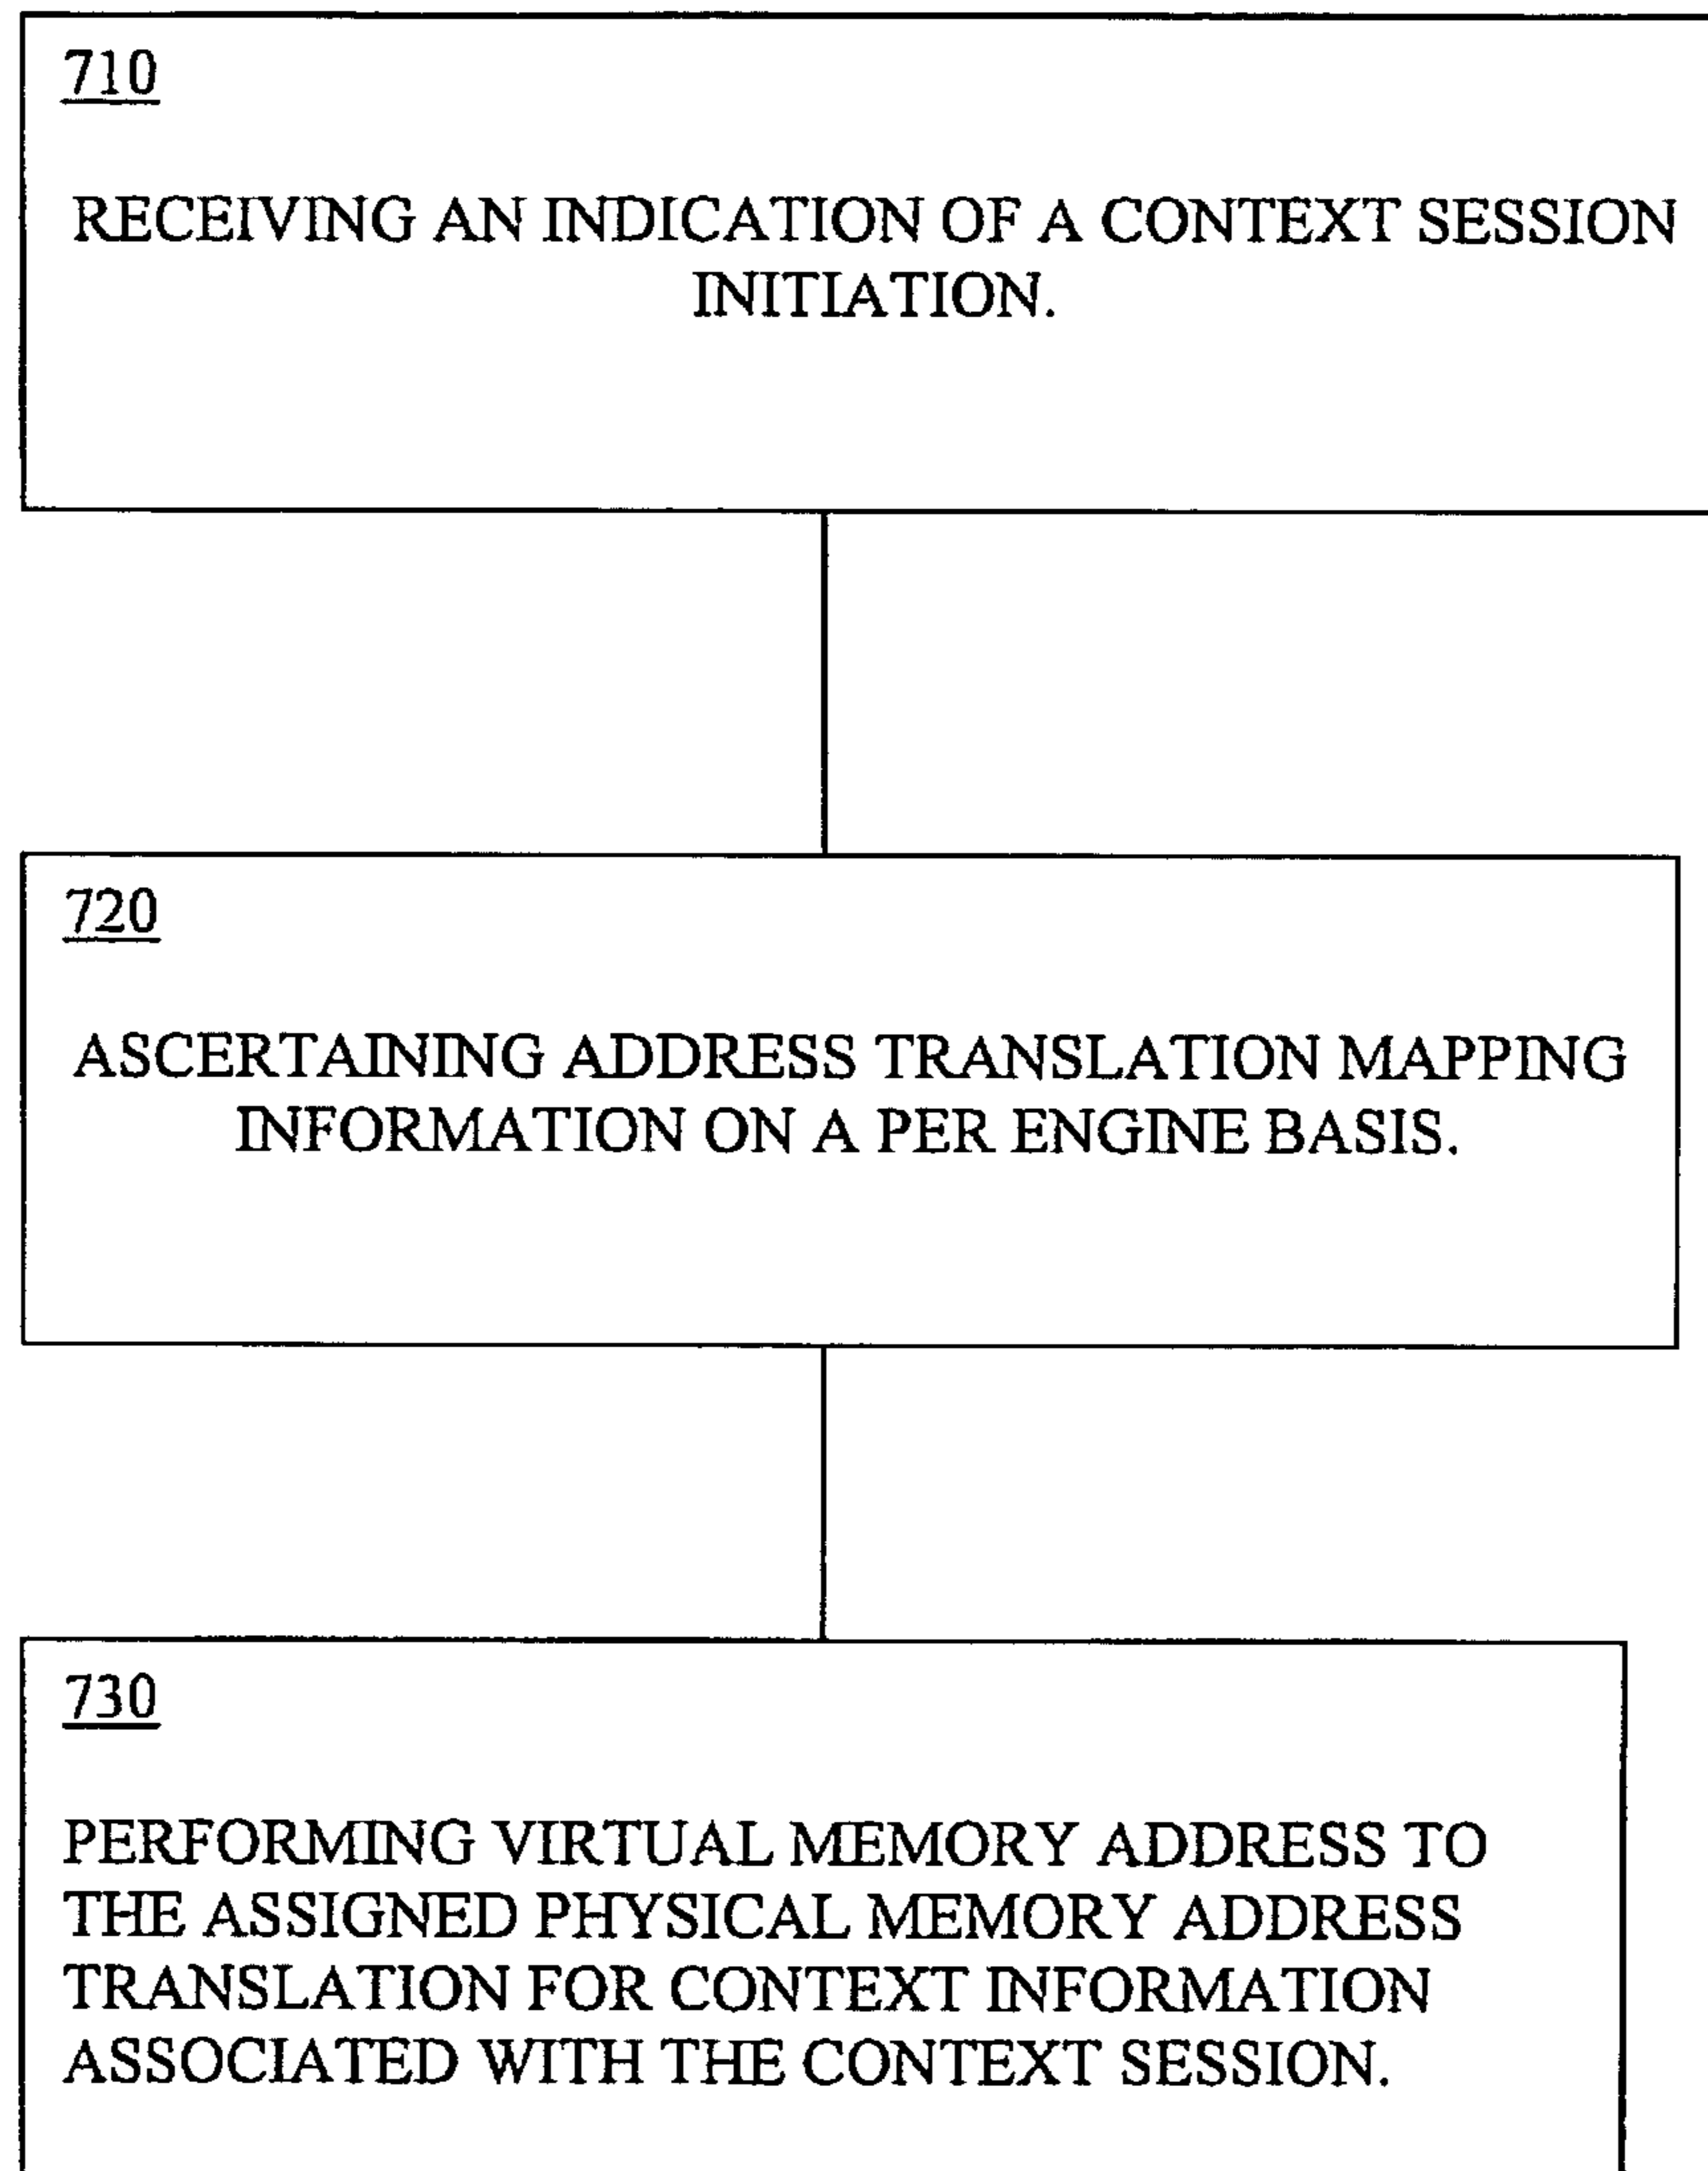 710
RECEIVING AN INDICATION OF A CONTEXT SESSION
INITIATION.
720
ASCERTAINING ADDRESS TRANSLATION MAPPING
INFORMATION ON A PER ENGINE BASIS.
730
PERFORMING VIRTUAL MEMORY ADDRESS TO
THE ASSIGNED PHYSICAL MEMORY ADDRESS
TRANSLATION FOR CONTEXT INFORMATION
ASSOCIATED WITH THE CONTEXT SESSION.